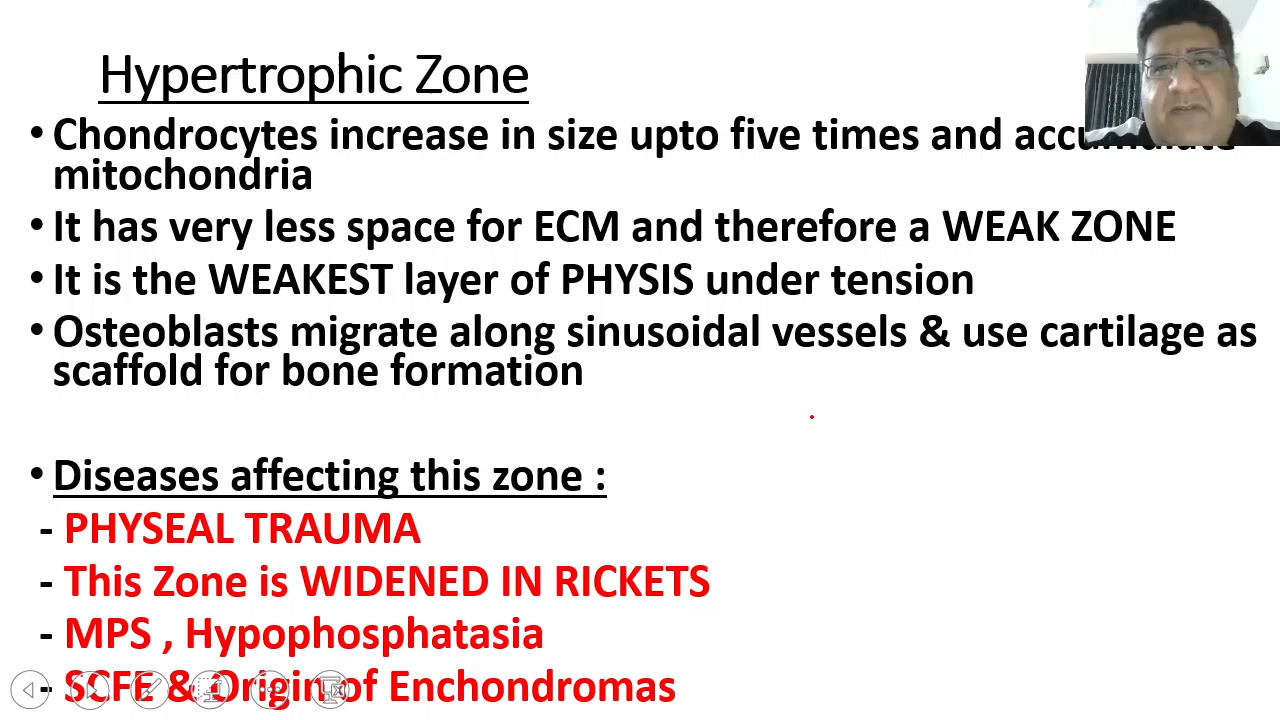 Hypertrophic Zone
• Chondrocytes increase in size upto five times and accumulate
mitochondria
• It has very less space for ECM and therefore a WEAK ZONE
• It is the WEAKEST layer of PHYSIS under tension
• Osteoblasts migrate along sinusoidal vessels & use cartilage as
scaffold for bone formation
• Diseases affecting this zone :
- PHYSEAL TRAUMA
- This Zone is WIDENED IN RICKETS
- MPS , Hypophosphatasia
- SCFE & Origin of Enchondromas